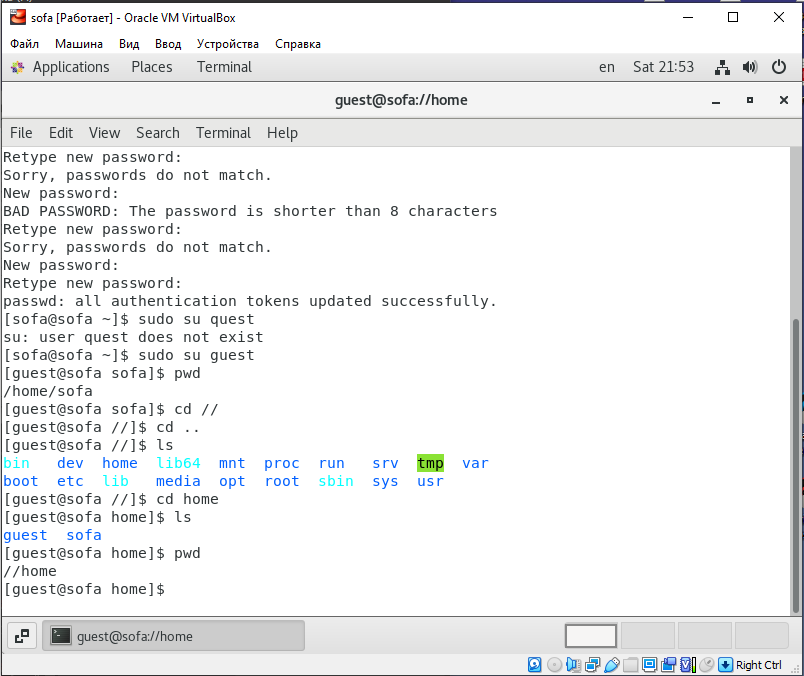 sofa [Работает] - Oracle VM VirtualBox
Файл Машина Вид Ввод Устройства Справка
Applications Places Terminal en Sat 21:53
guest@sofa://home
File Edit View Search Terminal Help
Retype new password:
Sorry, passwords do not match.
New password:
BAD PASSWORD: The password is shorter than 8 characters
Retype new password:
Sorry, passwords do not match.
New password:
Retype new password:
passwd: all authentication tokens updated successfully.
[sofa@sofa ~]$ sudo su quest
su: user quest does not exist
[sofa@sofa ~]$ sudo su guest
[guest@sofa sofa]$ pwd
/home/sofa
[guest@sofa sofa]$ cd //
[guest@sofa //]$ cd ..
[guest@sofa //]$ ls
bin dev home lib64 mnt proc run srv tmp var
boot etc lib media opt root sbin sys usr
[guest@sofa //]$ cd home
[guest@sofa home]$ ls
guest sofa
[guest@sofa home]$ pwd
//home
[guest@sofa home]$
guest@sofa://home
Right Ctrl